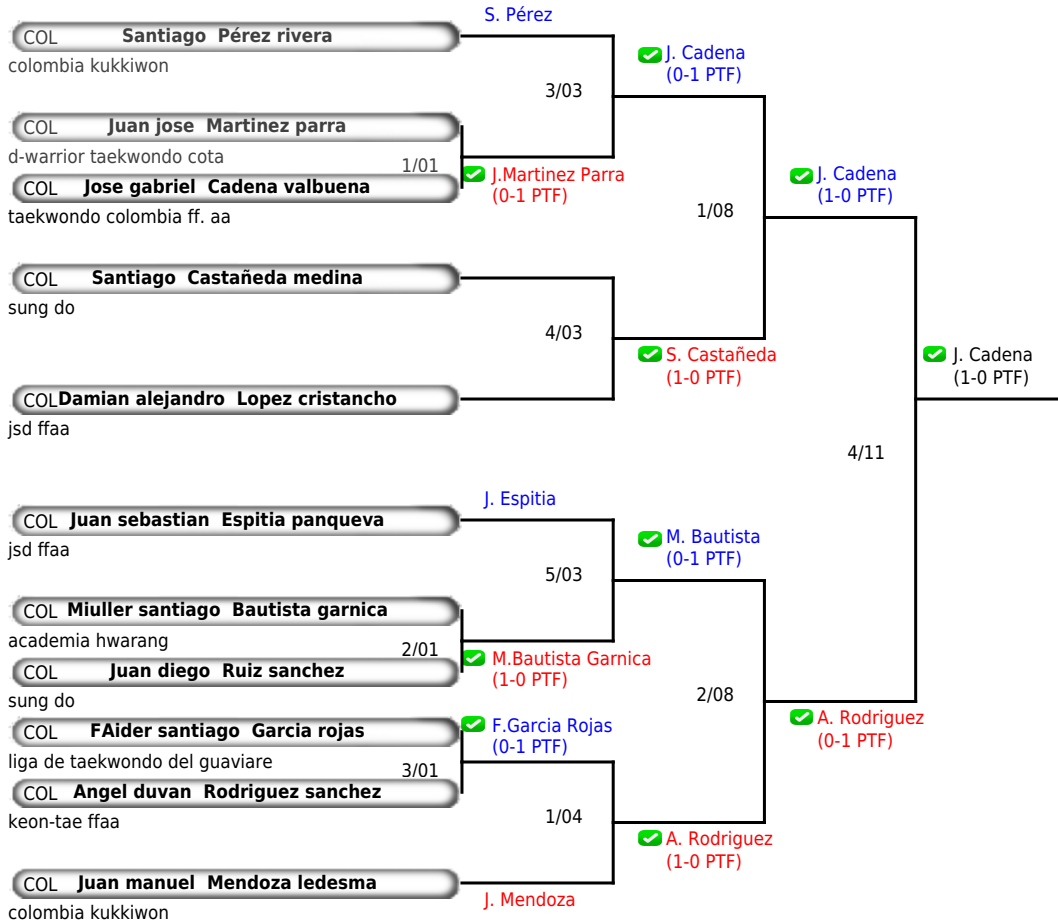 S. Pérez
COL Santiago Pérez rivera
colombia kukkiwon
J. Cadena
(0-1 PTF)
3/03
COL Juan jose Martinez parra
d-warrior taekwondo cota
1/01
J.Martinez Parra
(0-1 PTF)
COL Jose gabriel Cadena valbuena
taekwondo colombia ff. aa
J. Cadena
(1-0 PTF)
1/08
COL Santiago Castañeda medina
sung do
4/03
S. Castañeda
(1-0 PTF)
J. Cadena
(1-0 PTF)
COL Damian alejandro Lopez cristancho
jsd ffaa
4/11
J. Espitia
COL Juan sebastian Espitia panqueva
jsd ffaa
M. Bautista
(0-1 PTF)
5/03
COL Miuller santiago Bautista garnica
academia hwarang
2/01
M.Bautista Garnica
(1-0 PTF)
COL Juan diego Ruiz sanchez
sung do
2/08
A. Rodriguez
(0-1 PTF)
COL FAider santiago Garcia rojas
liga de taekwondo del guaviare
F.Garcia Rojas
(0-1 PTF)
3/01
COL Angel duvan Rodriguez sanchez
keon-tae ffaa
1/04
A. Rodriguez
(1-0 PTF)
COL Juan manuel Mendoza ledesma
colombia kukkiwon
J. Mendoza